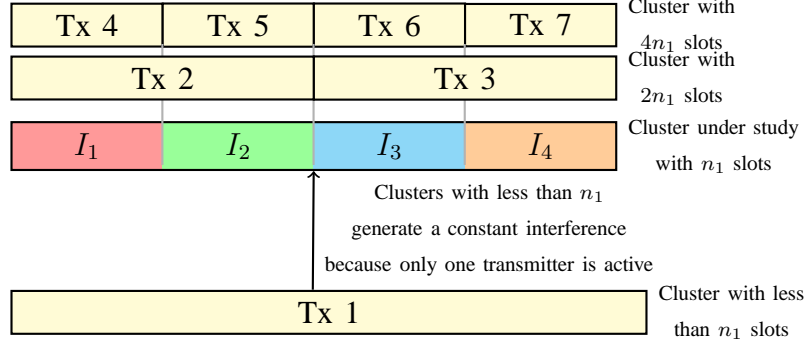 Tx 4 Tx 5 Tx 6 Tx 7
Cluster with
4n₁ slots
Tx 2 Tx 3
Cluster with
2n₁ slots
I₁ I₂ I₃ I₄
Cluster under study
with n₁ slots
Clusters with less than n₁
generate a constant interference
because only one transmitter is active
Tx 1
Cluster with less
than n₁ slots